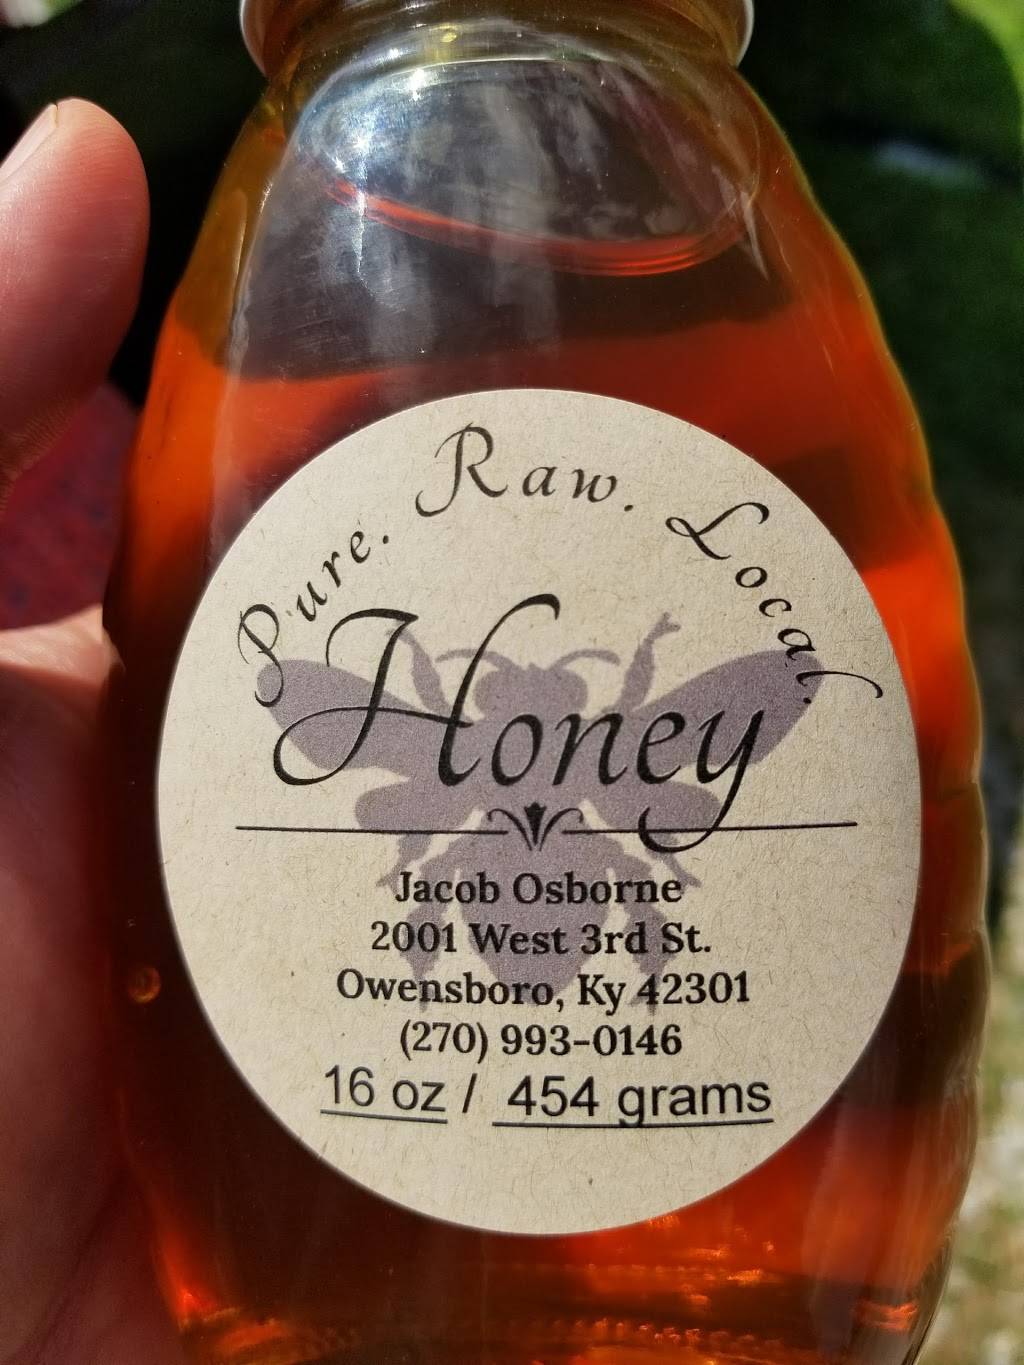 Pure. Raw. Local.
Honey
Jacob Osborne
2001 West 3rd St.
Owensboro, Ky 42301
(270) 993-0146
16 oz / 454 grams